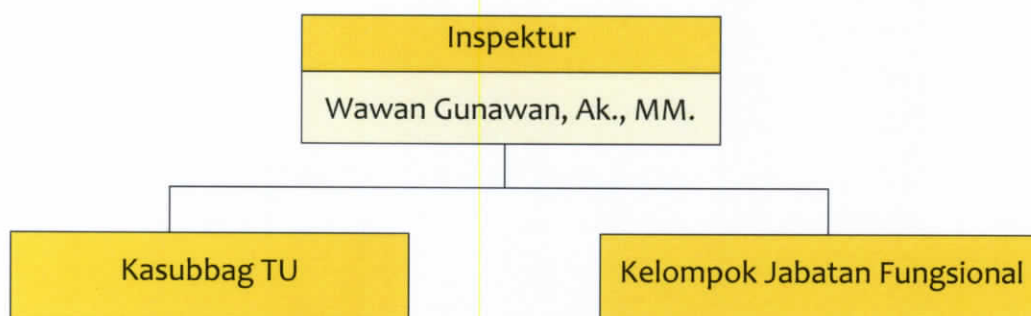 Inspektur
Wawan Gunawan, Ak., MM.
Kasubbag TU
Kelompok Jabatan Fungsional